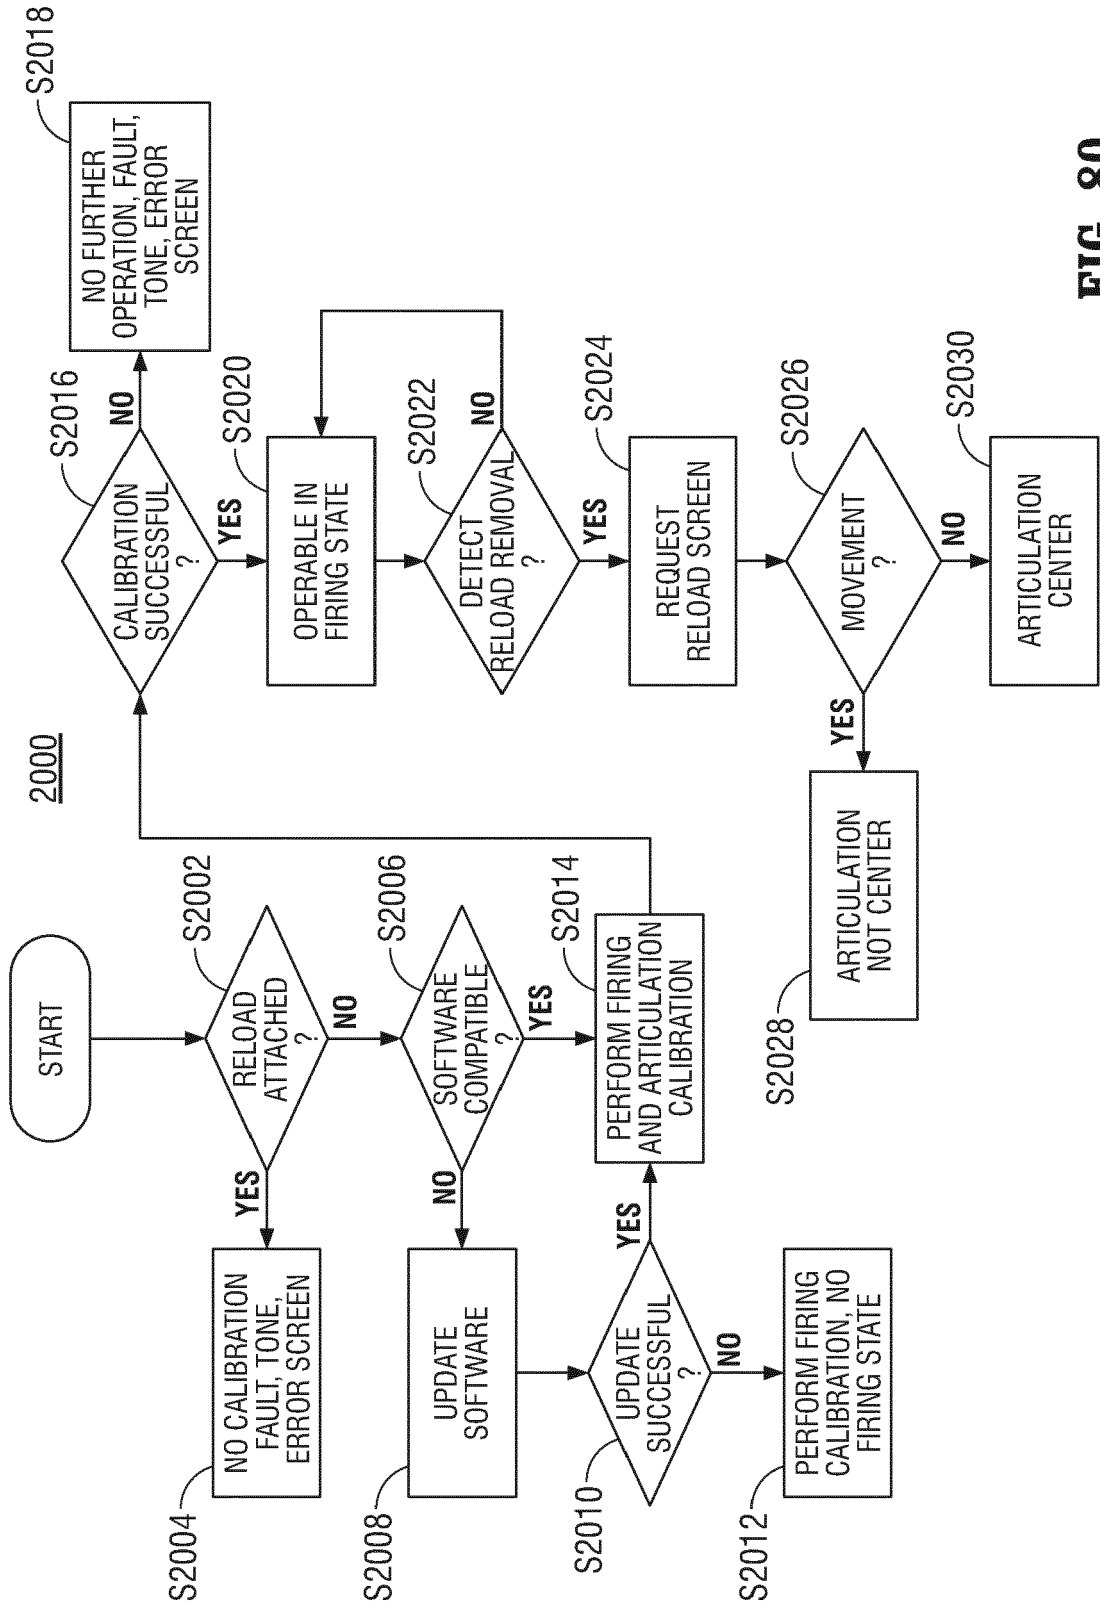 2000
START
S2002
RELOAD
ATTACHED
?
YES
NO
S2004
NO CALIBRATION
FAULT, TONE,
ERROR SCREEN
S2006
SOFTWARE
COMPATIBLE
?
NO
YES
S2008
UPDATE
SOFTWARE
S2010
UPDATE
SUCCESSFUL
?
YES
NO
S2012
PERFORM FIRING
CALIBRATION, NO
FIRING STATE
S2014
PERFORM FIRING
AND ARTICULATION
CALIBRATION
S2016
CALIBRATION
SUCCESSFUL
?
NO
YES
S2018
NO FURTHER
OPERATION, FAULT,
TONE, ERROR
SCREEN
S2020
OPERABLE IN
FIRING STATE
S2022
DETECT
RELOAD REMOVAL
?
NO
YES
S2024
REQUEST
RELOAD SCREEN
S2026
MOVEMENT
?
YES
NO
S2028
ARTICULATION
NOT CENTER
S2030
ARTICULATION
CENTER
FIG.